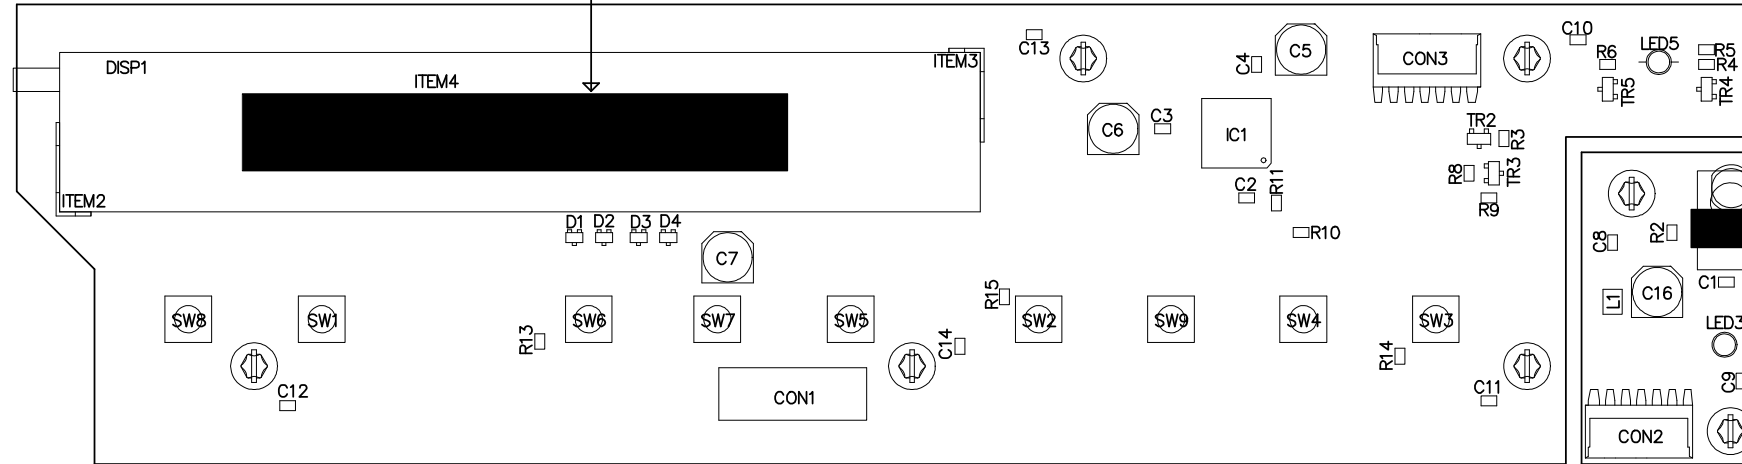 C10
C13
LED5
C5
R6
R5
ITEM3
CON3
C4
R4
DISP1
ITEM4
TR5
TR4
C3
TR2
C6
IC1
R3
R8
TR3
C2
R11
ITEM2
R9
D1 D2 D3 D4
R10
R2
C8
C7
C1
C16
L1
R15
SW8 SW1 SW6 SW7 SW5 SW2 SW9 SW4 SW3
LED3
R13
C14
R14
C9
C12
C11
CON1
CON2